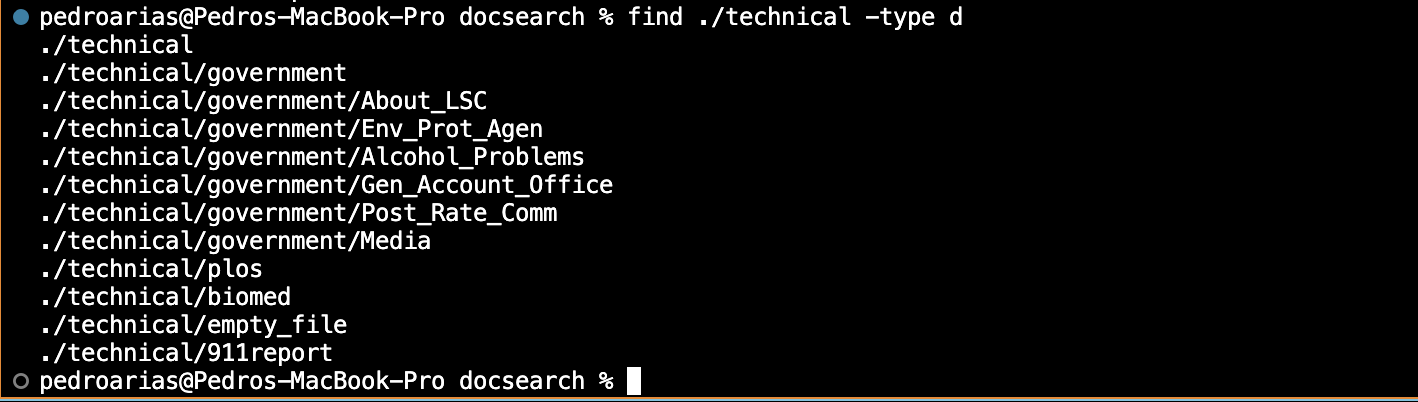 pedroarias@Pedros-MacBook-Pro docsearch % find ./technical -type d
./technical
./technical/government
./technical/government/About_LSC
./technical/government/Env_Prot_Agen
./technical/government/Alcohol_Problems
./technical/government/Gen_Account_Office
./technical/government/Post_Rate_Comm
./technical/government/Media
./technical/plos
./technical/biomed
./technical/empty_file
./technical/911report
pedroarias@Pedros-MacBook-Pro docsearch %